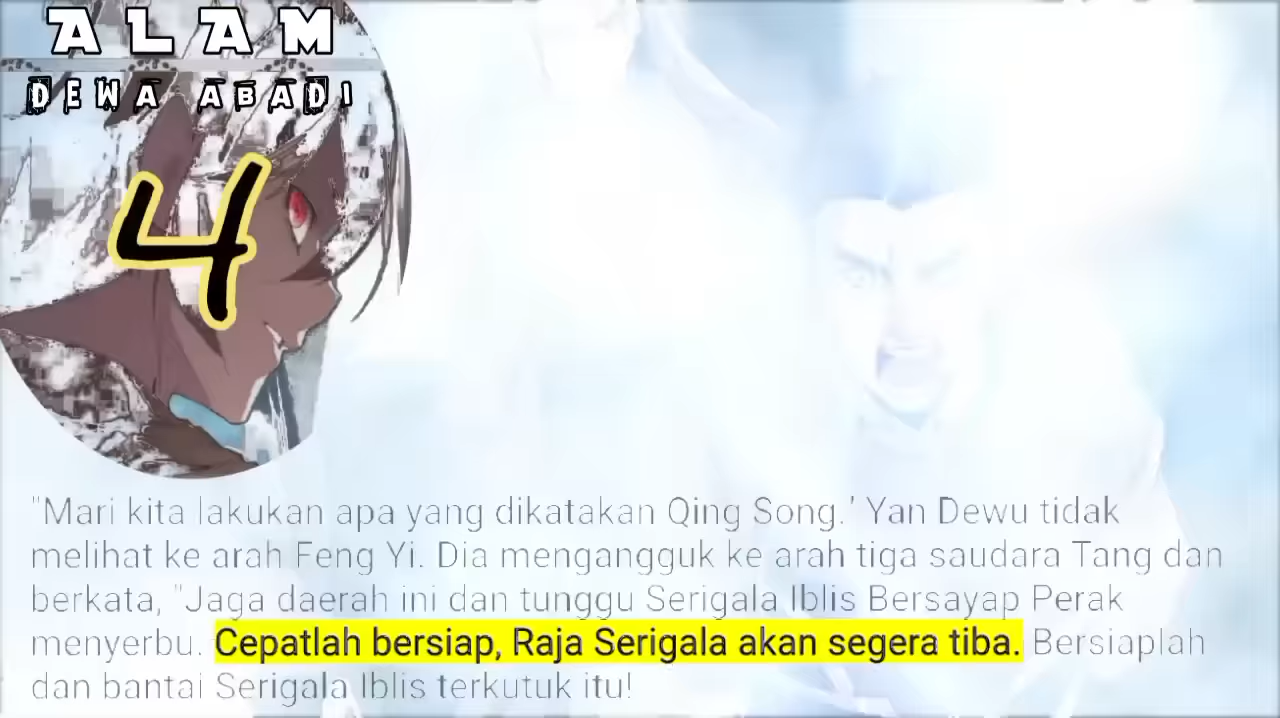 ALAM
DEWA ABADI
4
"Mari kita lakukan apa yang dikatakan Qing Song.' Yan Dewu tidak
melihat ke arah Feng Yi. Dia mengangguk ke arah tiga saudara Tang dan
berkata, "Jaga daerah ini dan tunggu Serigala Iblis Bersayap Perak
menyerbu. Cepatlah bersiap, Raja Serigala akan segera tiba. Bersiaplah
dan bantai Serigala Iblis terkutuk itu!